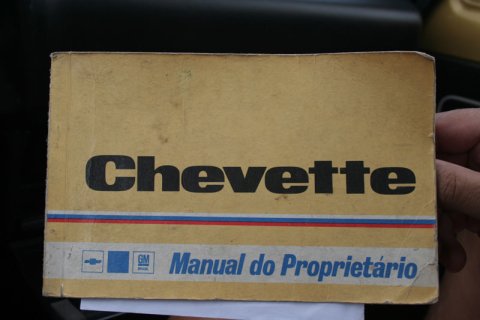 Chevette
GM
Manual do Proprietário